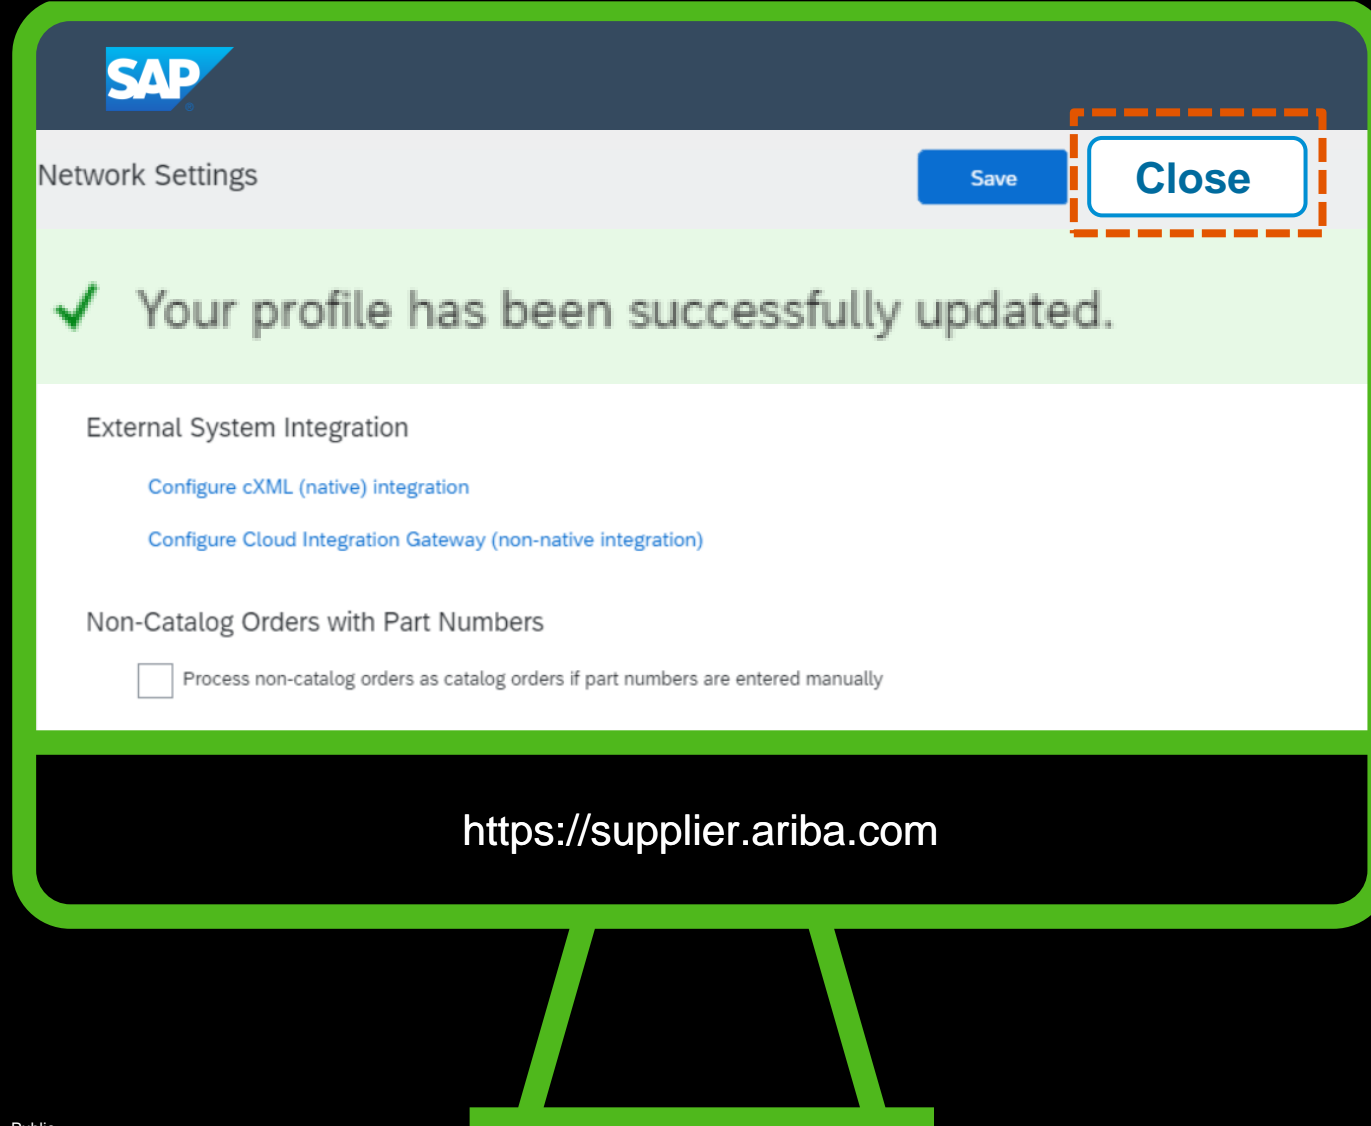 SAP
Network Settings
Save
Close
Your profile has been successfully updated.
External System Integration
Configure cXML (native) integration
Configure Cloud Integration Gateway (non-native integration)
Non-Catalog Orders with Part Numbers
Process non-catalog orders as catalog orders if part numbers are entered manually
https://supplier.ariba.com